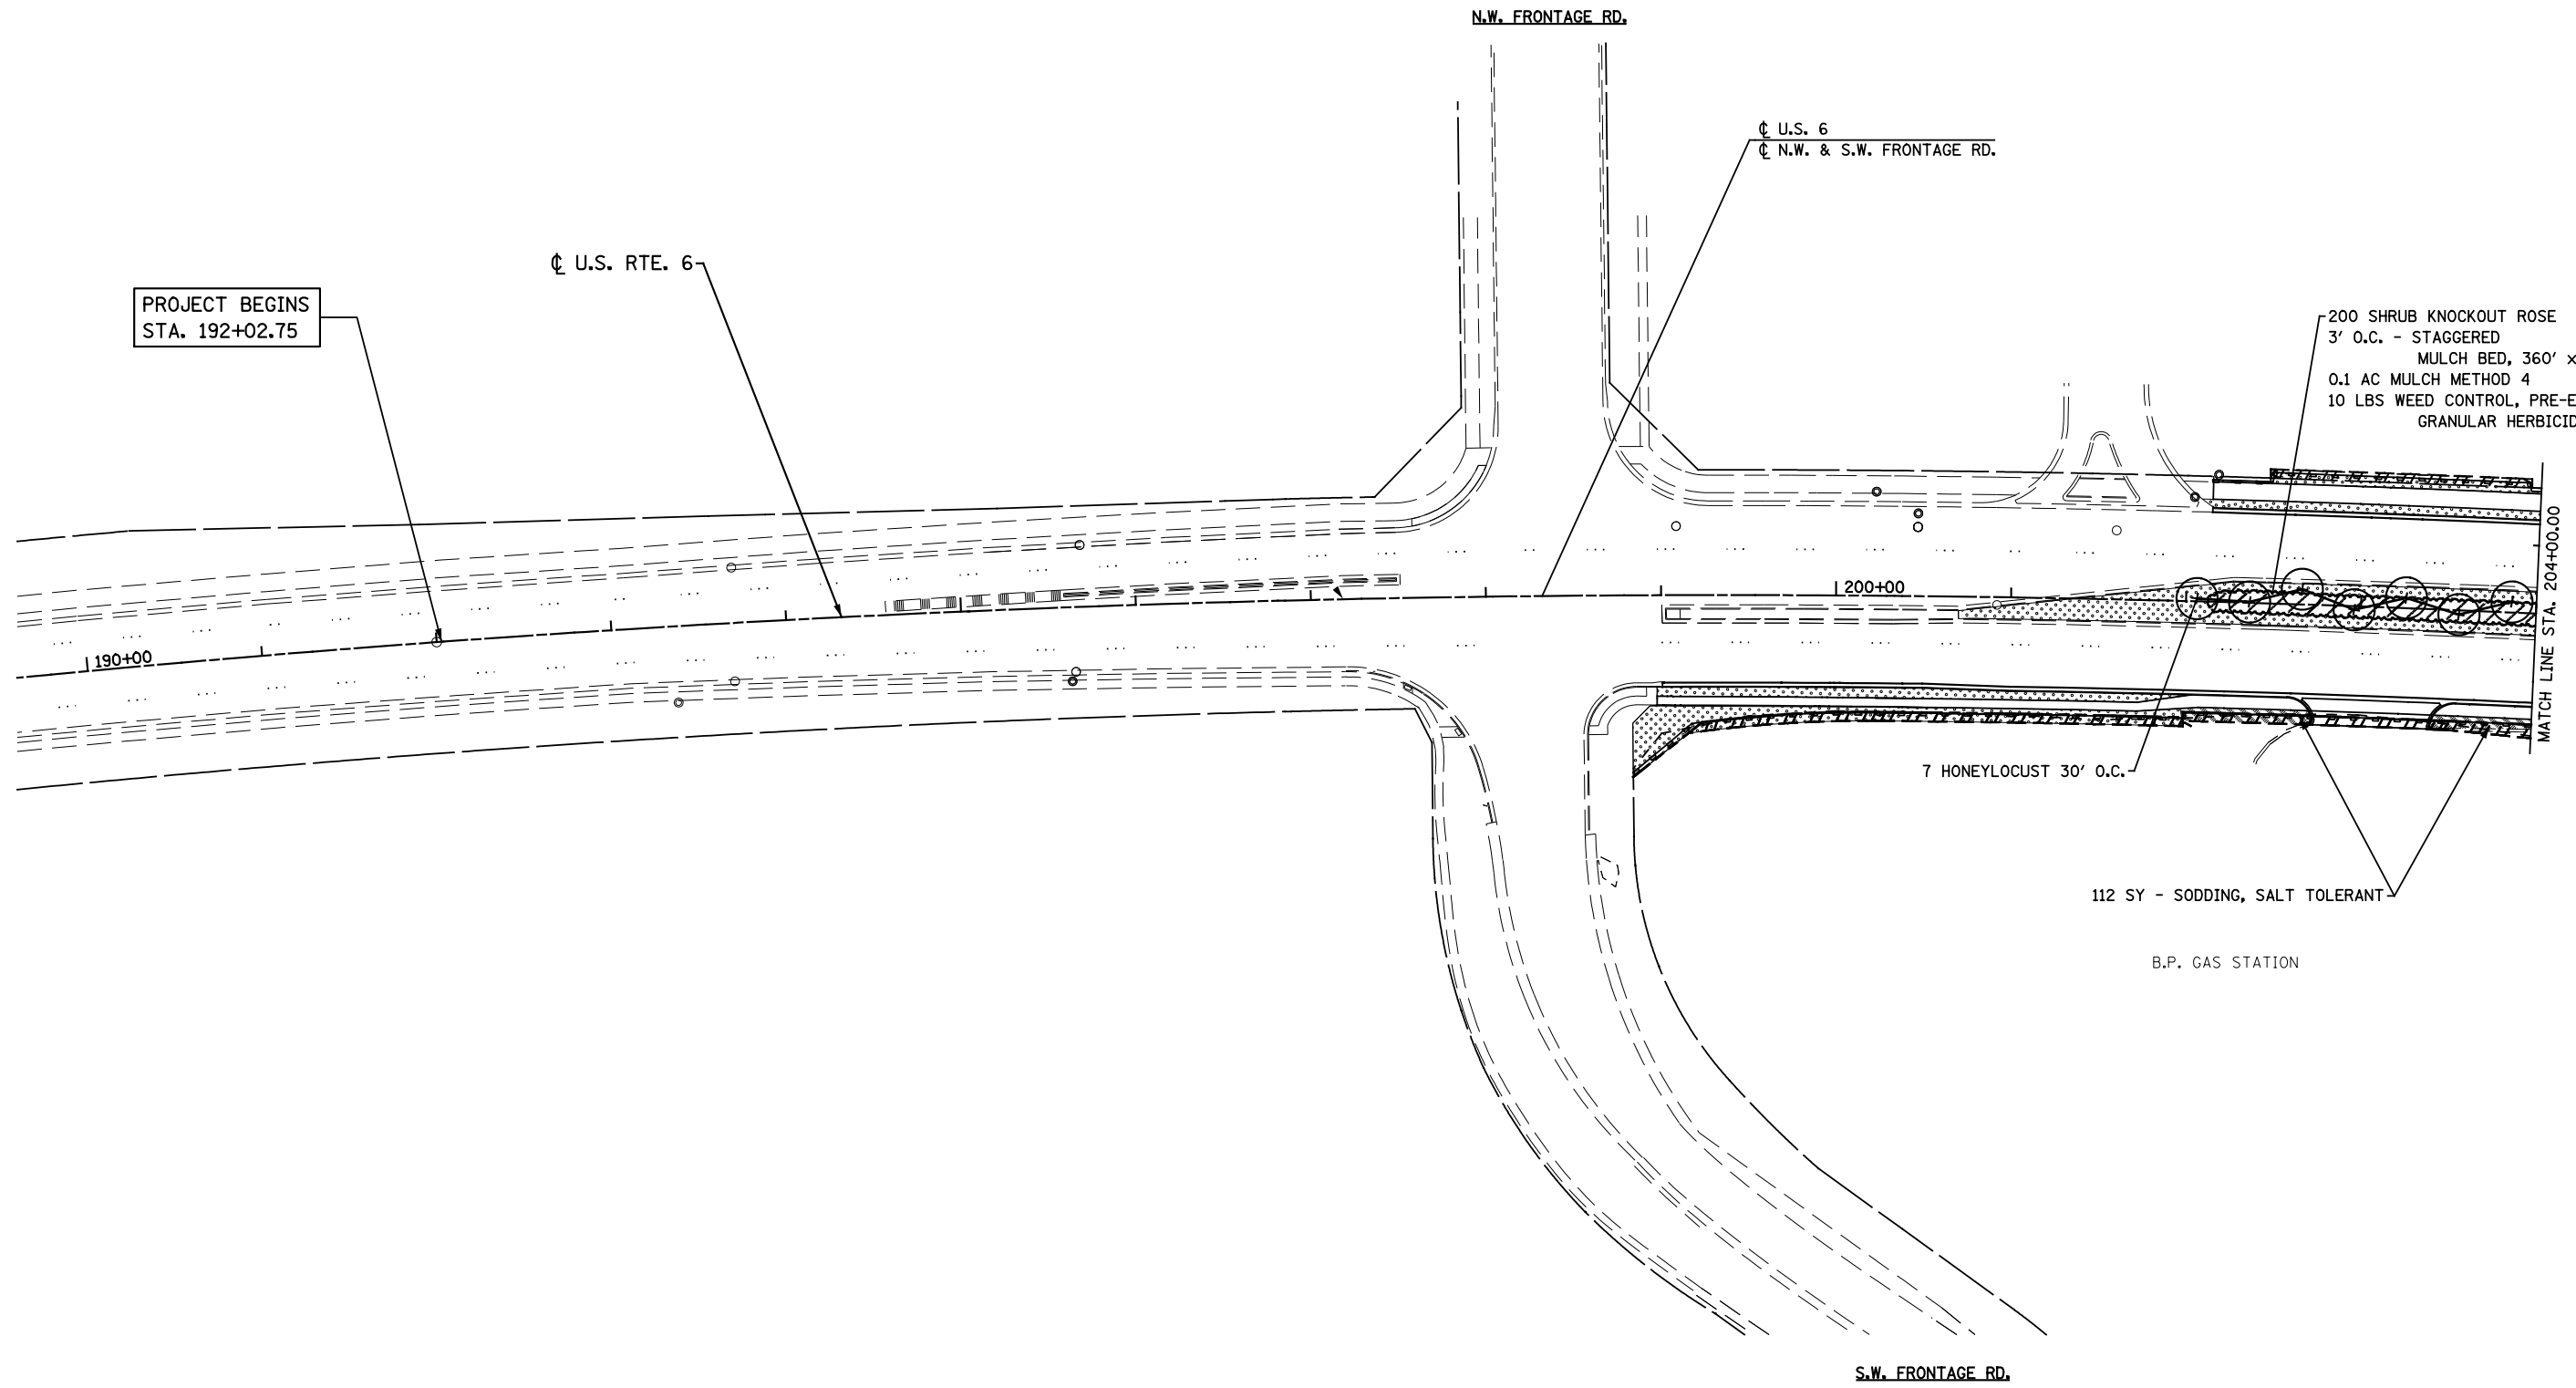 N.W. FRONTAGE RD.
℄ U.S. 6
℄ N.W. & S.W. FRONTAGE RD.
℄ U.S. RTE. 6
PROJECT BEGINS
STA. 192+02.75
200 SHRUB KNOCKOUT ROSE
3' O.C. - STAGGERED
MULCH BED, 360' x
0.1 AC MULCH METHOD 4
10 LBS WEED CONTROL, PRE-E
GRANULAR HERBICID
190+00
200+00
MATCH LINE STA. 204+00.00
7 HONEYLOCUST 30' O.C.
112 SY - SODDING, SALT TOLERANT
B.P. GAS STATION
S.W. FRONTAGE RD.